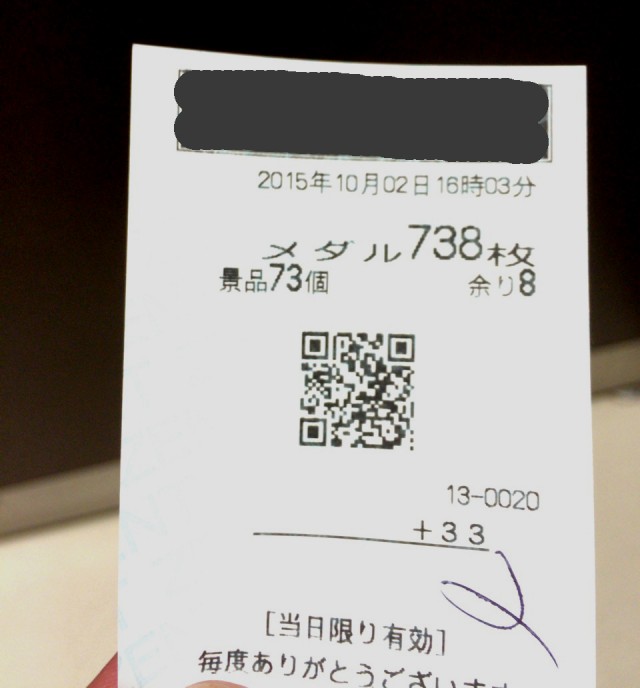 2015年10月02日16時03分
メダル738枚
景品73個 余り8
13-0020
+33
[当日限り有効]
毎度ありがとうございます